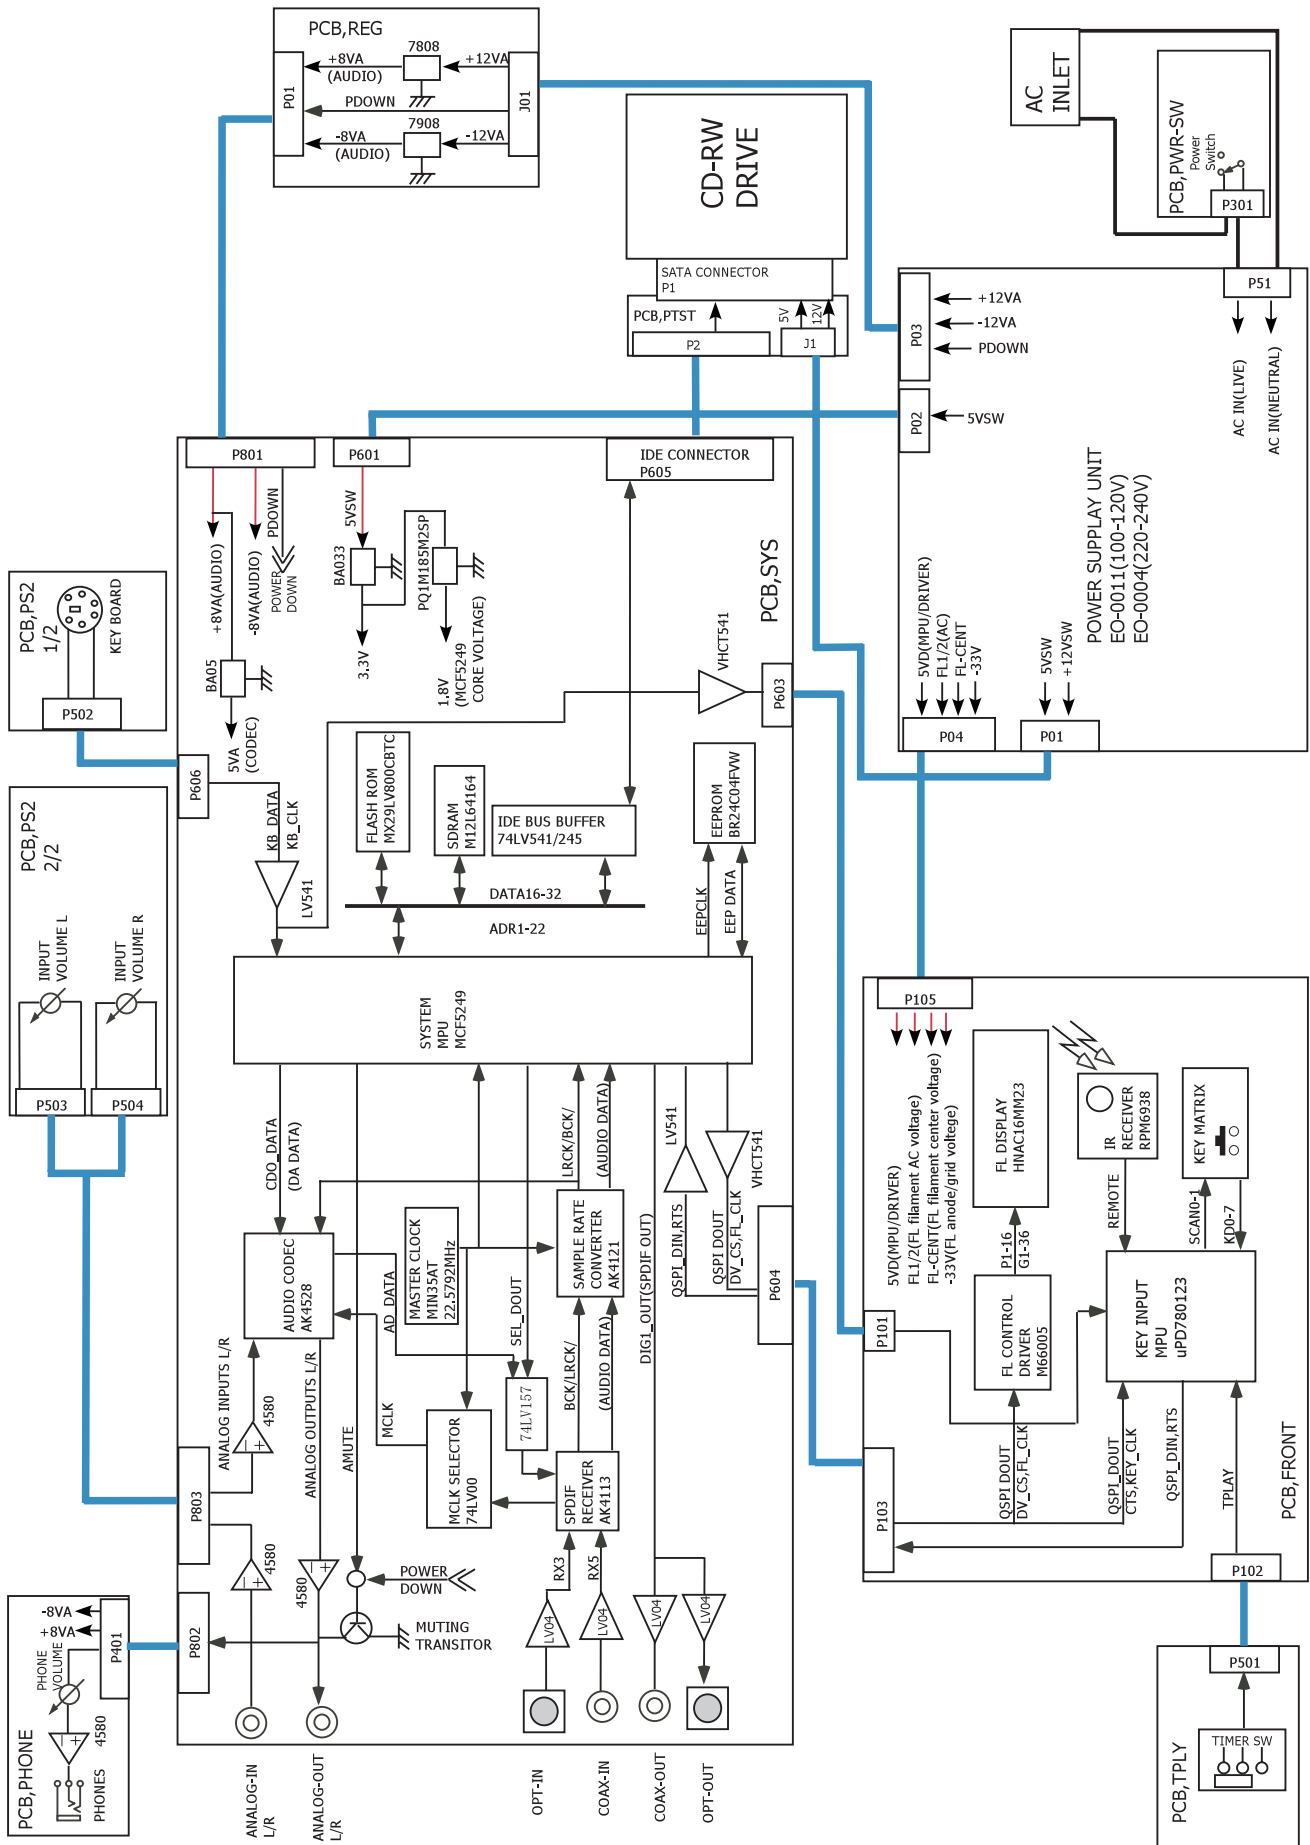 PCB,REG
P01
+8VA
(AUDIO)
7808
+12VA
PDOWN
-8VA
(AUDIO)
7908
-12VA
J01
AC
INLET
PCB,PWR-SW
Power
Switch
P301
CD-RW
DRIVE
SATA CONNECTOR
P1
PCB,PTST
5V
12V
P2
J1
P03
+12VA
-12VA
PDOWN
P02
5VSW
P51
AC IN(LIVE)
AC IN(NEUTRAL)
POWER SUPPLAY UNIT
EO-0011(100-120V)
EO-0004(220-240V)
5VD(MPU/DRIVER)
FL1/2(AC)
FL-CENT
-33V
5VSW
+12VSW
P04
P01
PCB,PS2
1/2
KEY BOARD
P502
PCB,PS2
2/2
INPUT
VOLUME L
INPUT
VOLUME R
P503
P504
PCB,PHONE
PHONE
VOLUME
-8VA
+8VA
P401
4580
PHONES
PCB,SYS
P801
+8VA(AUDIO)
-8VA(AUDIO)
PDOWN
POWER
DOWN
BA05
5VA
(CODEC)
P601
5VSW
BA033
3.3V
PQ1M185M2SP
1.8V
(MCF5249
CORE VOLTAGE)
IDE CONNECTOR
P605
P606
KB_DATA
KB_CLK
LV541
VHCT541
P603
FLASH ROM
MX29LV800CBTC
SDRAM
M12L64164
IDE BUS BUFFER
74LV541/245
EEPROM
BR24C04FVW
DATA16-32
ADR1-22
EEPCLK
EEP DATA
SYSTEM
MPU
MCF5249
CDO_DATA
(DA DATA)
LRCK/BCK/
(AUDIO DATA)
LV541
VHCT541
QSPI_DIN,RTS
QSPI DOUT
DV_CS,FL_CLK
P604
AUDIO CODEC
AK4528
MASTER CLOCK
MIN35AT
22.5792MHz
SAMPLE RATE
CONVERTER
AK4121
AD_DATA
SEL_DOUT
DIG1_OUT(SPDIF OUT)
BCK/LRCK/
(AUDIO DATA)
ANALOG INPUTS L/R
4580
ANALOG OUTPUTS L/R
AMUTE
MCLK
MCLK SELECTOR
74LV00
74LV157
SPDIF
RECEIVER
AK4113
P803
4580
4580
P802
POWER
DOWN
MUTING
TRANSITOR
RX3
RX5
LV04
LV04
LV04
LV04
ANALOG-IN
L/R
ANALOG-OUT
L/R
OPT-IN
COAX-IN
COAX-OUT
OPT-OUT
P105
5VD(MPU/DRIVER)
FL1/2(FL filament AC voltage)
FL-CENT(FL filament center voltage)
-33V(FL anode/grid voltege)
FL DISPLAY
HNAC16MM23
IR
RECEIVER
RPM6938
KEY MATRIX
P1-16
G1-36
REMOTE
SCAN0-1
KD0-7
P101
FL CONTROL
DRIVER
M66005
KEY INPUT
MPU
uPD780123
P103
QSPI DOUT
DV_CS,FL_CLK
QSPI_DOUT
CTS,KEY_CLK
QSPI_DIN,RTS
TPLAY
PCB,FRONT
P102
P501
TIMER SW
PCB,TPLY